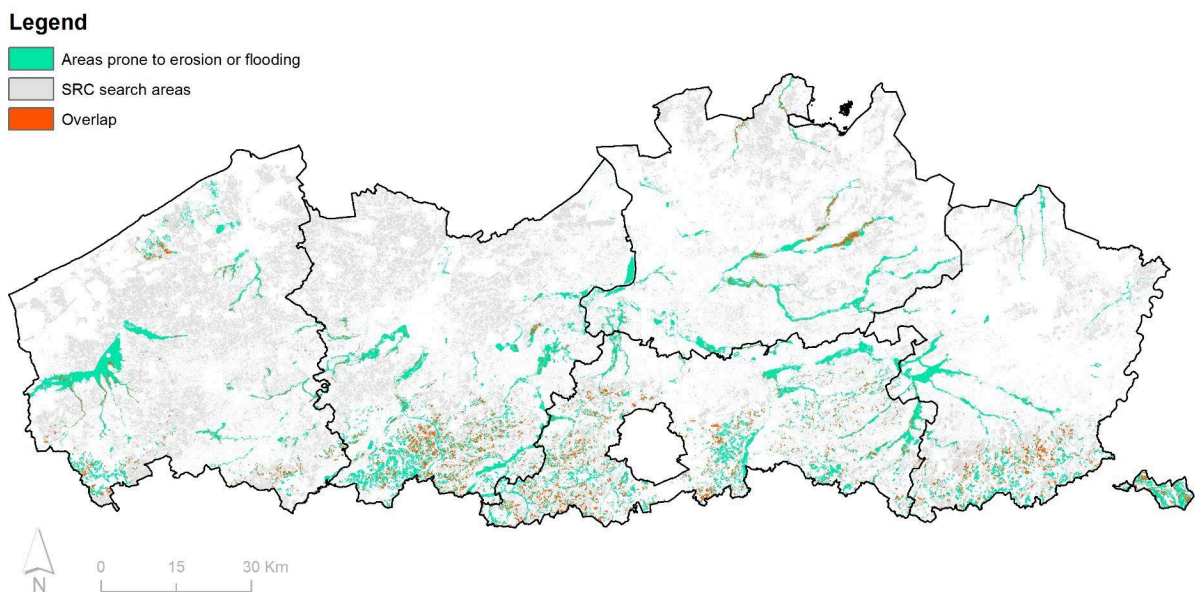 Legend
Areas prone to erosion or flooding
SRC search areas
Overlap
N
0 15 30 Km